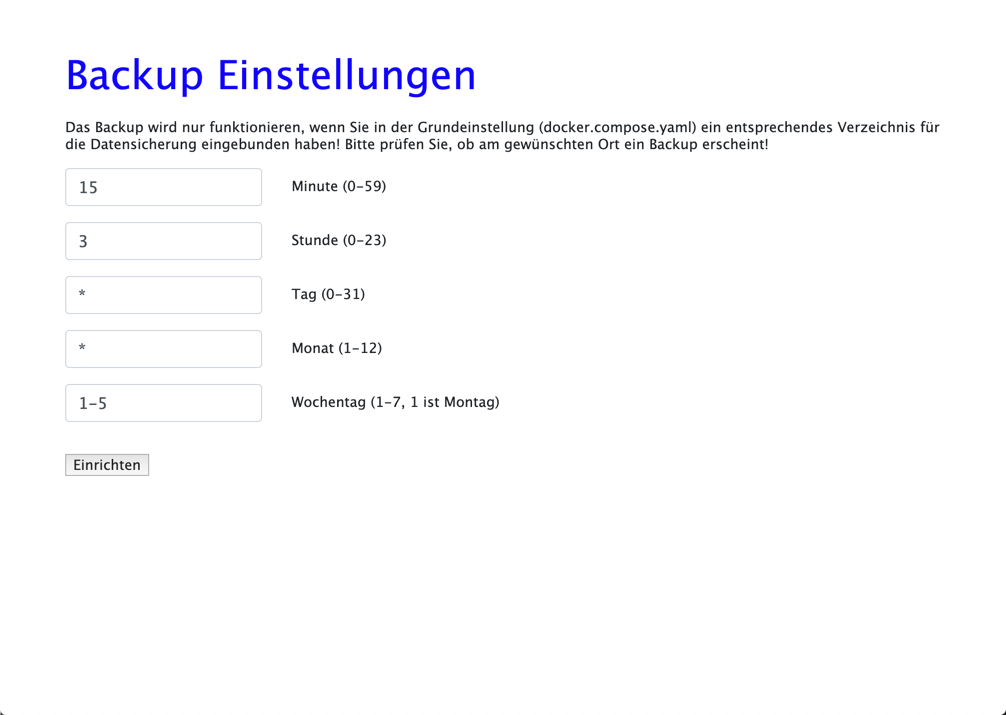 Backup Einstellungen
Das Backup wird nur funktionieren, wenn Sie in der Grundeinstellung (docker.compose.yaml) ein entsprechendes Verzeichnis für
die Datensicherung eingebunden haben! Bitte prüfen Sie, ob am gewünschten Ort ein Backup erscheint!
15 Minute (0-59)
3 Stunde (0-23)
* Tag (0-31)
* Monat (1-12)
1-5 Wochentag (1-7, 1 ist Montag)
Einrichten